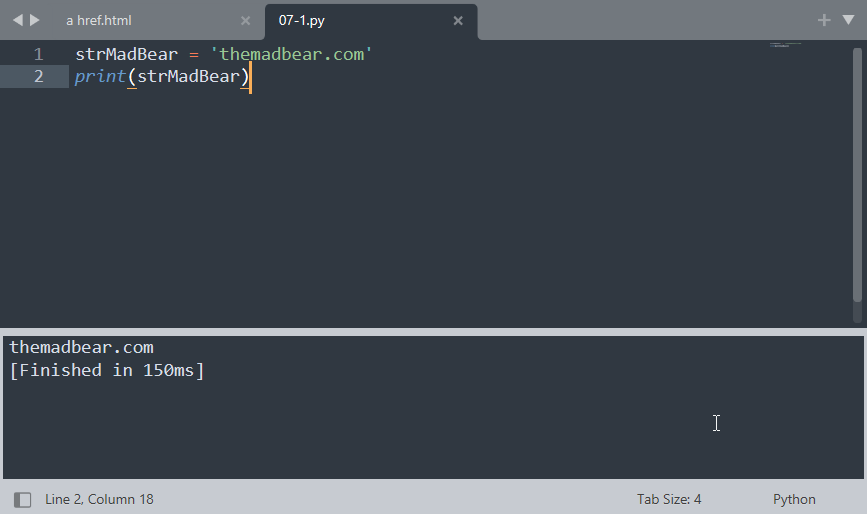 a href.html
07-1.py
1 strMadBear = 'themadbear.com'
2 print(strMadBear)
themadbear.com
[Finished in 150ms]
Line 2, Column 18
Tab Size: 4
Python